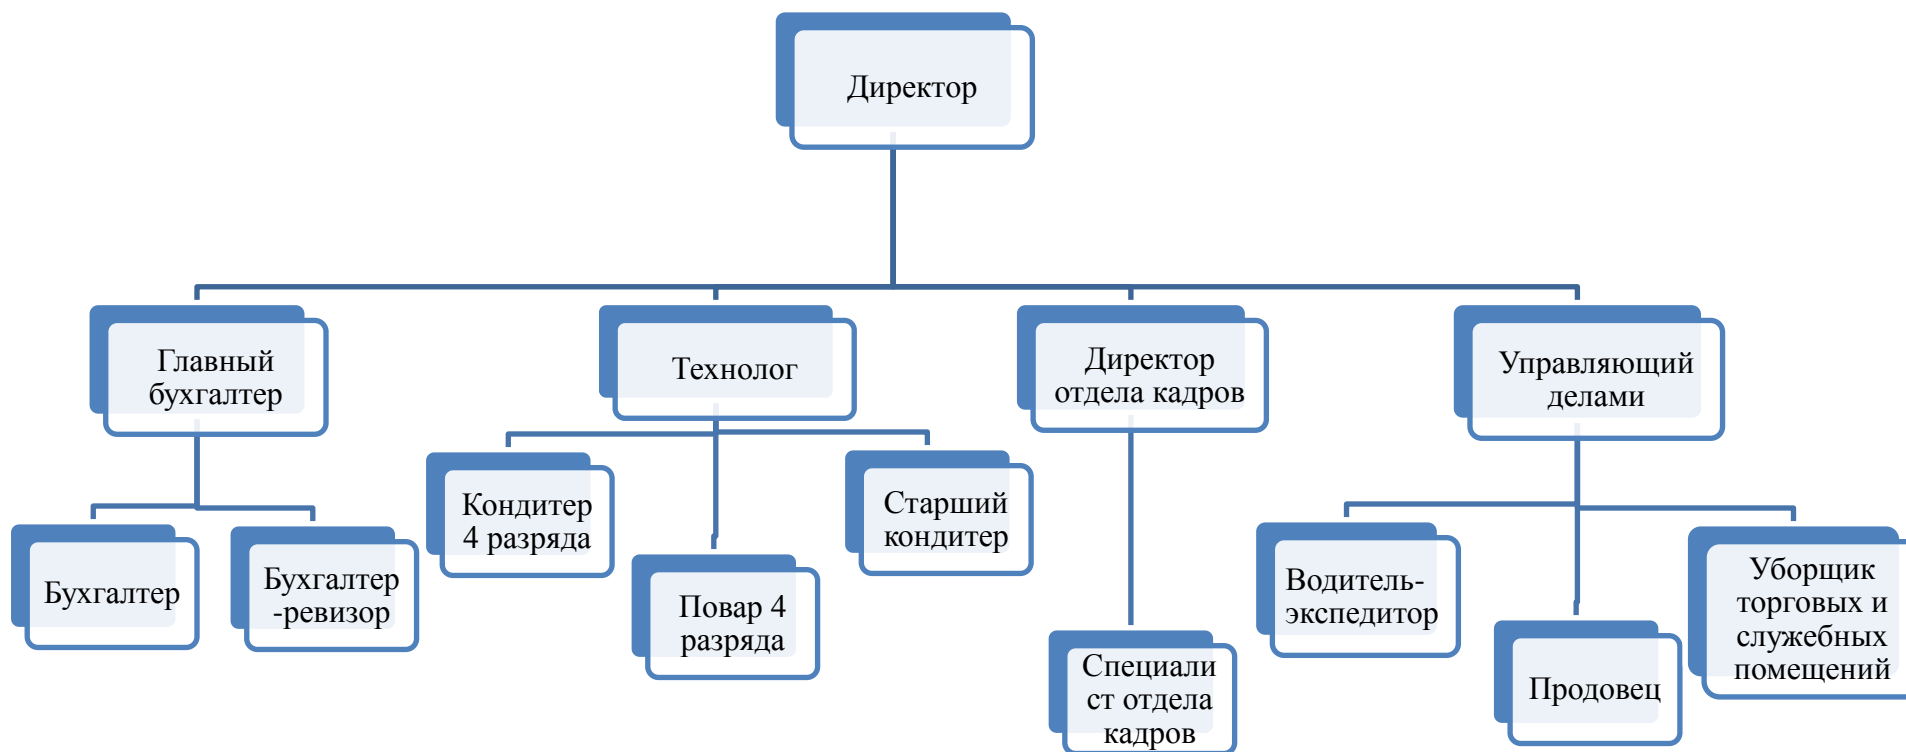 Директор
Главный
бухгалтер
Технолог
Директор
отдела кадров
Управляющий
делами
Бухгалтер
Бухгалтер
-ревизор
Кондитер
4 разряда
Повар 4
разряда
Старший
кондитер
Специали
ст отдела
кадров
Водитель-
экспедитор
Продовец
Уборщик
торговых и
служебных
помещений